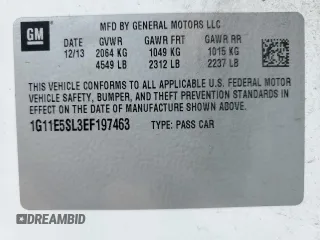 GM
MFD BY GENERAL MOTORS LLC
DATE GVWR GAWR FRT GAWR RR
12/13 2064 KG 1049 KG 1015 KG
4549 LB 2312 LB 2237 LB
THIS VEHICLE CONFORMS TO ALL APPLICABLE U.S. FEDERAL MOTOR
VEHICLE SAFETY, BUMPER, AND THEFT PREVENTION STANDARDS IN
EFFECT ON THE DATE OF MANUFACTURE SHOWN ABOVE.
1G11E5SL3EF197463 TYPE: PASS CAR
© DREAMBID